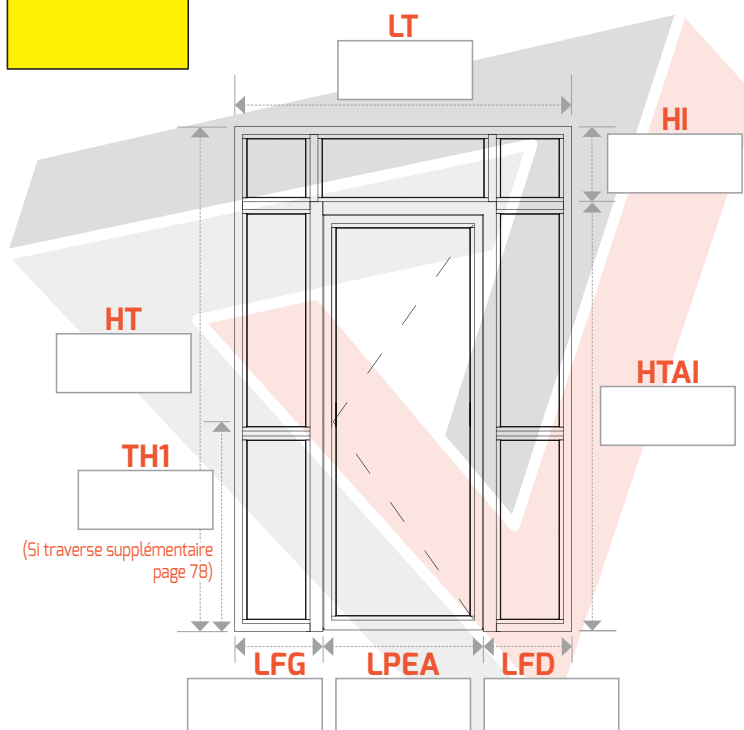 LT
HI
HT
HTAI
TH1
(Si traverse supplémentaire
page 78)
LFG
LPEA
LFD